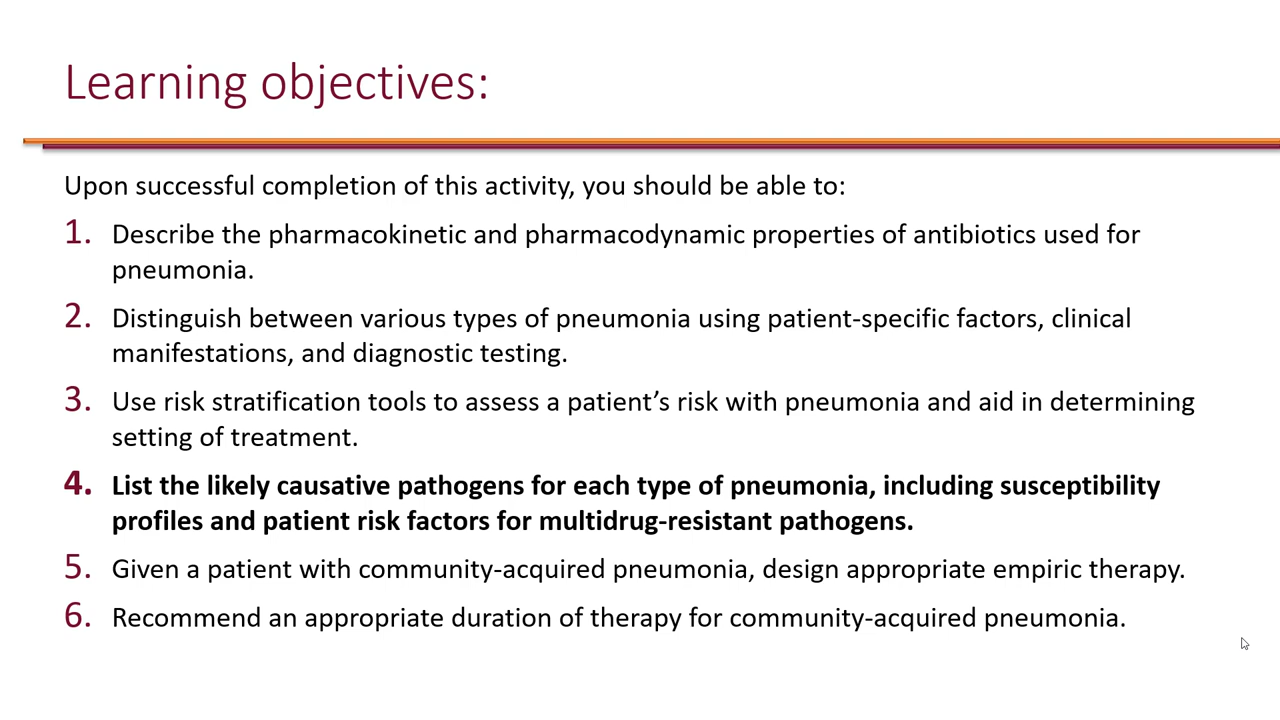 Learning objectives:
Upon successful completion of this activity, you should be able to:
1. Describe the pharmacokinetic and pharmacodynamic properties of antibiotics used for
pneumonia.
2. Distinguish between various types of pneumonia using patient-specific factors, clinical
manifestations, and diagnostic testing.
3. Use risk stratification tools to assess a patient’s risk with pneumonia and aid in determining
setting of treatment.
4. List the likely causative pathogens for each type of pneumonia, including susceptibility
profiles and patient risk factors for multidrug-resistant pathogens.
5. Given a patient with community-acquired pneumonia, design appropriate empiric therapy.
6. Recommend an appropriate duration of therapy for community-acquired pneumonia.